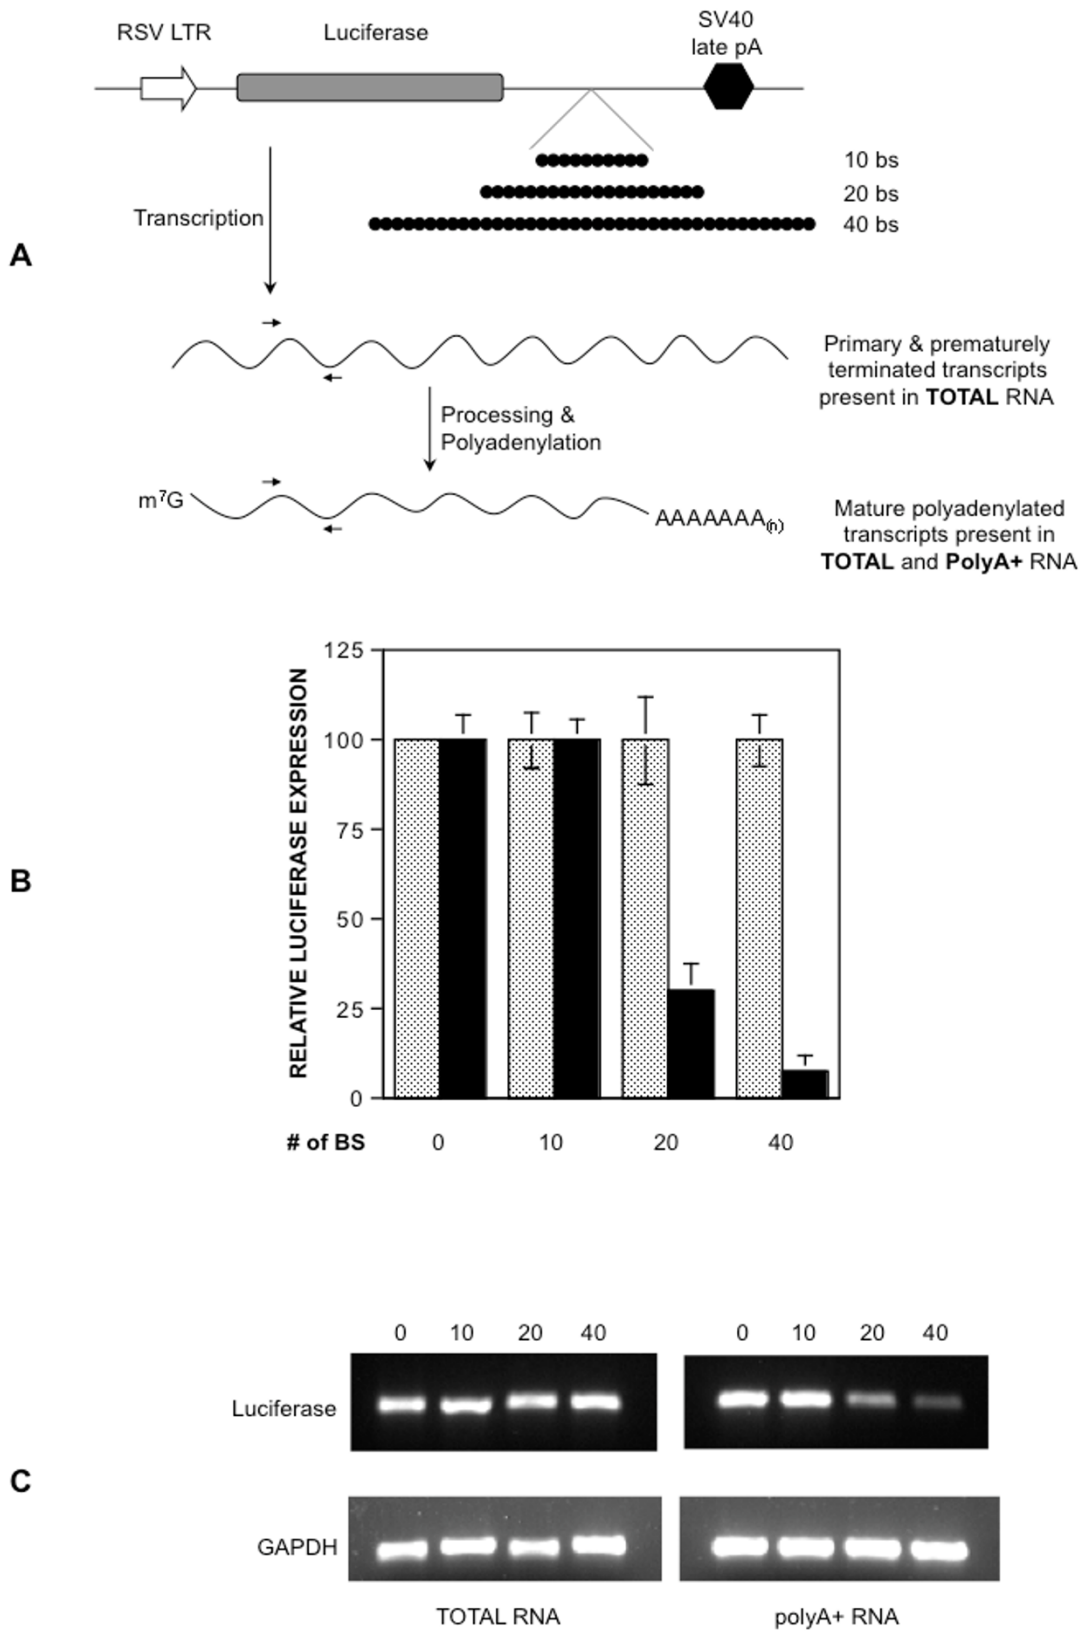 RSV LTR
Luciferase
SV40
late pA
10 bs
20 bs
40 bs
Transcription
A
Primary & prematurely
terminated transcripts
present in TOTAL RNA
Processing &
Polyadenylation
m⁷G
AAAAAAA(n)
Mature polyadenylated
transcripts present in
TOTAL and PolyA+ RNA
B
RELATIVE LUCIFERASE EXPRESSION
125
100
75
50
25
0
# of BS 0 10 20 40
C
0 10 20 40
0 10 20 40
Luciferase
GAPDH
TOTAL RNA
polyA+ RNA